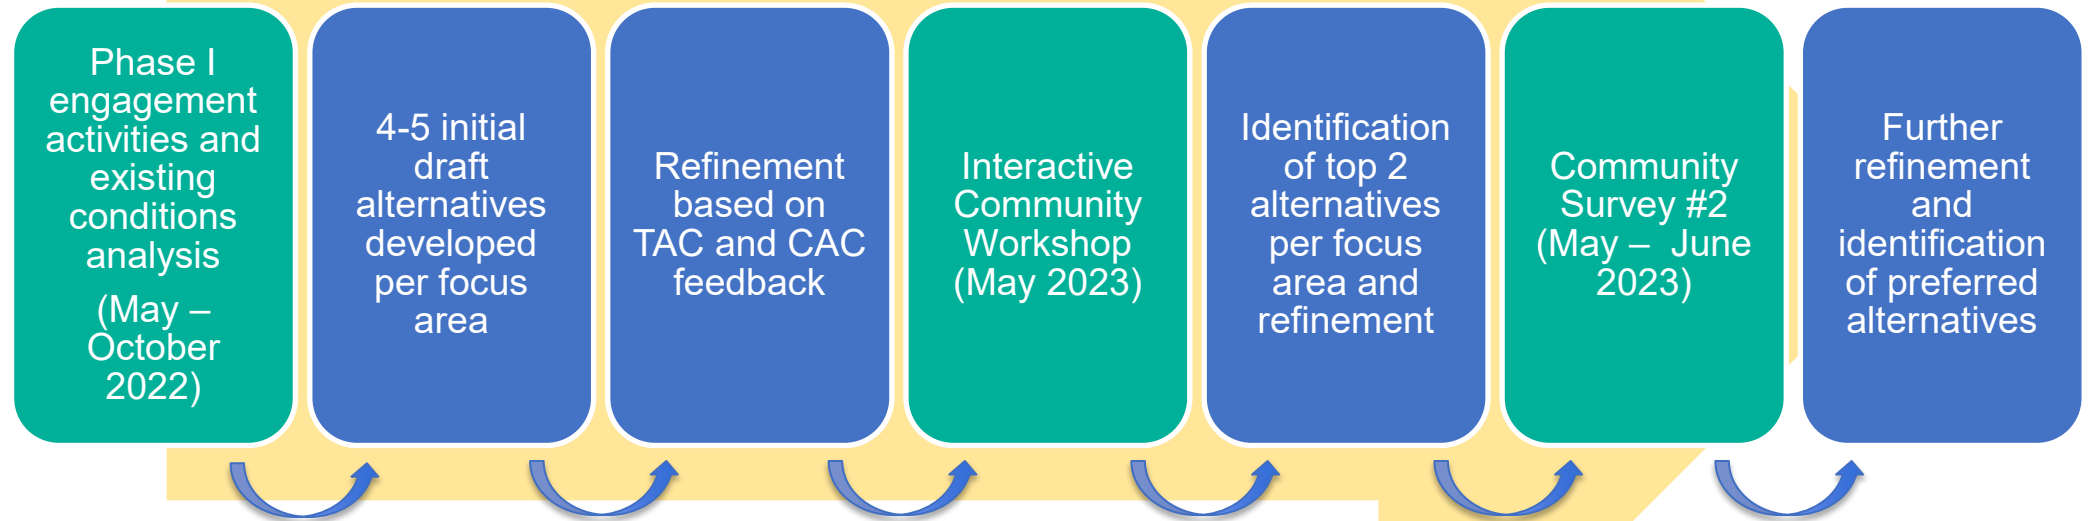 Phase I
engagement
activities and
existing
conditions
analysis
(May –
October
2022)
4-5 initial
draft
alternatives
developed
per focus
area
Refinement
based on
TAC and CAC
feedback
Interactive
Community
Workshop
(May 2023)
Identification
of top 2
alternatives
per focus
area and
refinement
Community
Survey #2
(May –  June
2023)
Further
refinement
and
identification
of preferred
alternatives